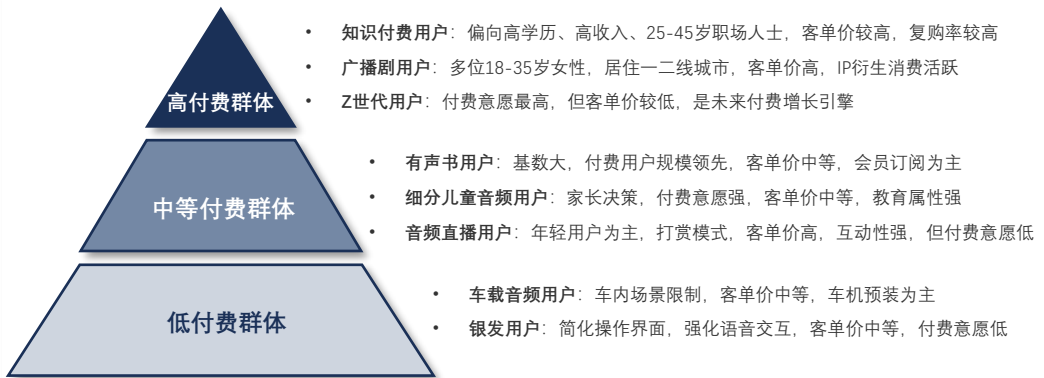 高付费群体
• 知识付费用户：偏向高学历、高收入、25-45岁职场人士，客单价较高，复购率较高
• 广播剧用户：多位18-35岁女性，居住一二线城市，客单价高，IP衍生消费活跃
• Z世代用户：付费意愿最高，但客单价较低，是未来付费增长引擎
中等付费群体
• 有声书用户：基数大，付费用户规模领先，客单价中等，会员订阅为主
• 细分儿童音频用户：家长决策，付费意愿强，客单价中等，教育属性强
• 音频直播用户：年轻用户为主，打赏模式，客单价高，互动性强，但付费意愿低
低付费群体
• 车载音频用户：车内场景限制，客单价中等，车机预装为主
• 银发用户：简化操作界面，强化语音交互，客单价中等，付费意愿低